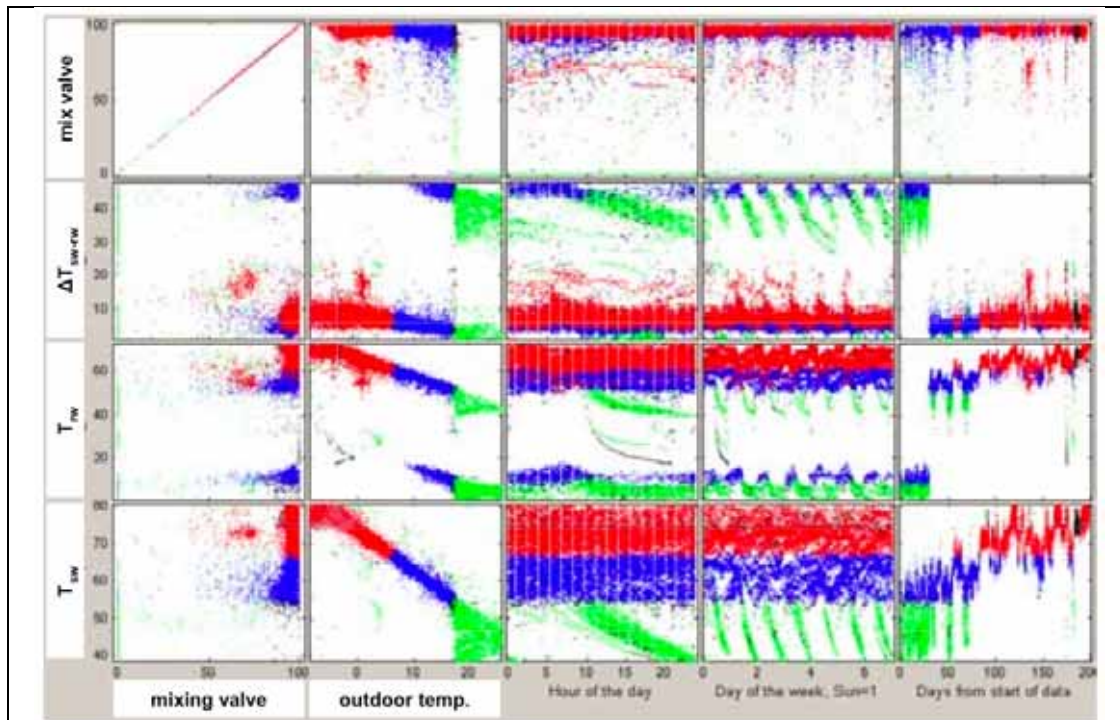 mix valve
100
50
0
ΔT sw-rw
40
30
20
10
T rw
60
40
20
T sw
80
70
60
50
40
0 50 100
0 10 20
0 5 10 15 20
0 2 4 6
0 50 100 150 200
mixing valve
outdoor temp.
Hour of the day
Day of the week, Sun=1
Days from start of data